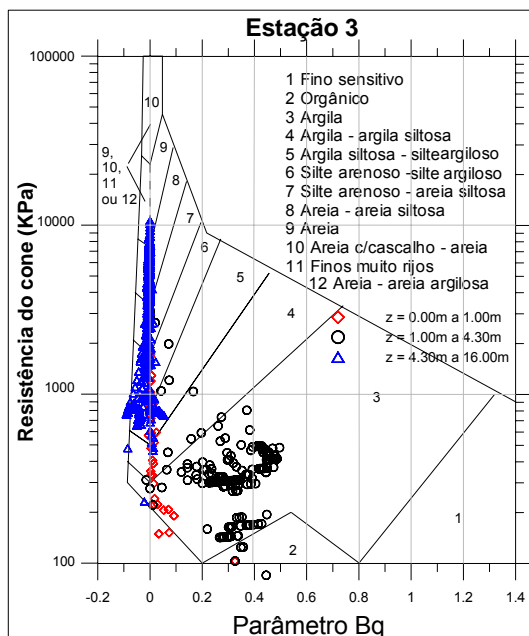 Estação 3
100000
10000
1000
100
Resistência do cone (KPa)
1 Fino sensitivo
2 Orgânico
3 Argila
4 Argila - argila siltosa
5 Argila siltosa - silte argiloso
6 Silte arenoso - silte argiloso
7 Silte arenoso - areia siltosa
8 Areia - areia siltosa
9 Areia
10 Areia c/cascalho - areia
11 Finos muito rijos
12 Areia - areia argilosa
z = 0.00m a 1.00m
z = 1.00m a 4.30m
z = 4.30m a 16.00m
10
9,
10,
11
ou 12
9
8
7
6
5
4
3
2
1
-0.2 0 0.2 0.4 0.6 0.8 1 1.2 1.4
Parâmetro Bq